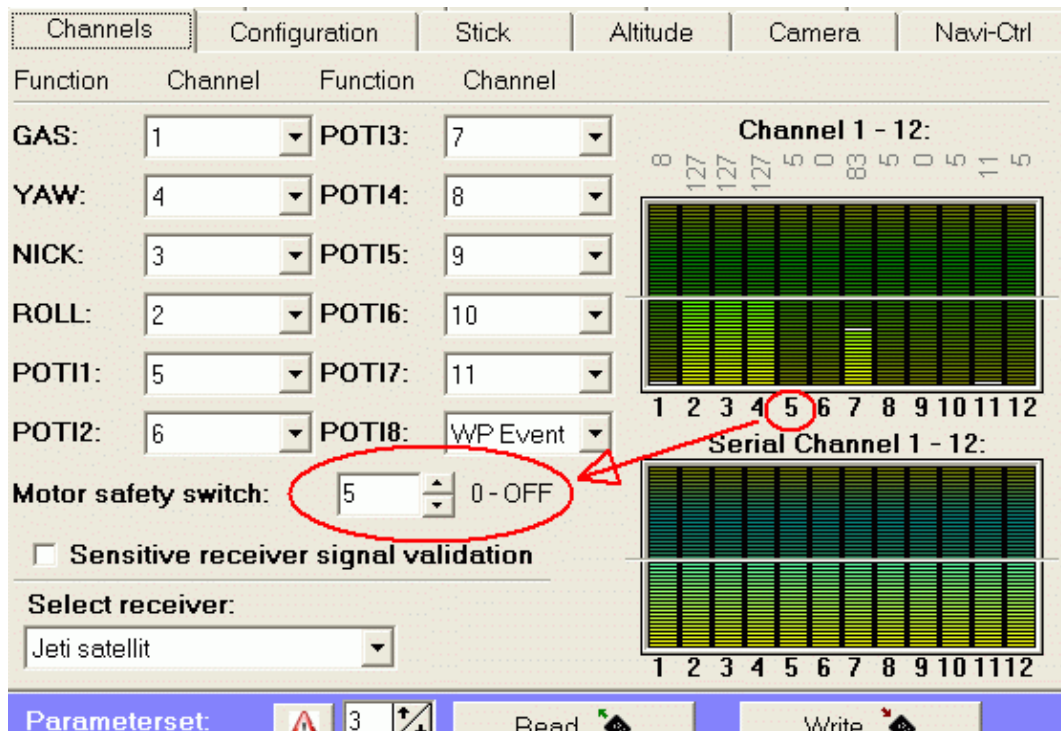 Channels Configuration Stick Altitude Camera Navi-Ctrl
Function Channel Function Channel
GAS: 1 POTI3: 7
YAW: 4 POTI4: 8
NICK: 3 POTI5: 9
ROLL: 2 POTI6: 10
POTI1: 5 POTI7: 11
POTI2: 6 POTI8: WP Event
Motor safety switch: 5 0 - OFF
Sensitive receiver signal validation
Select receiver:
Jeti satellit
Channel 1 - 12:
8 127 127 127 5 0 83 5 0 5 11 5
1 2 3 4 5 6 7 8 9 10 11 12
Serial Channel 1 - 12:
1 2 3 4 5 6 7 8 9 10 11 12
Parameterset: 3 Read Write